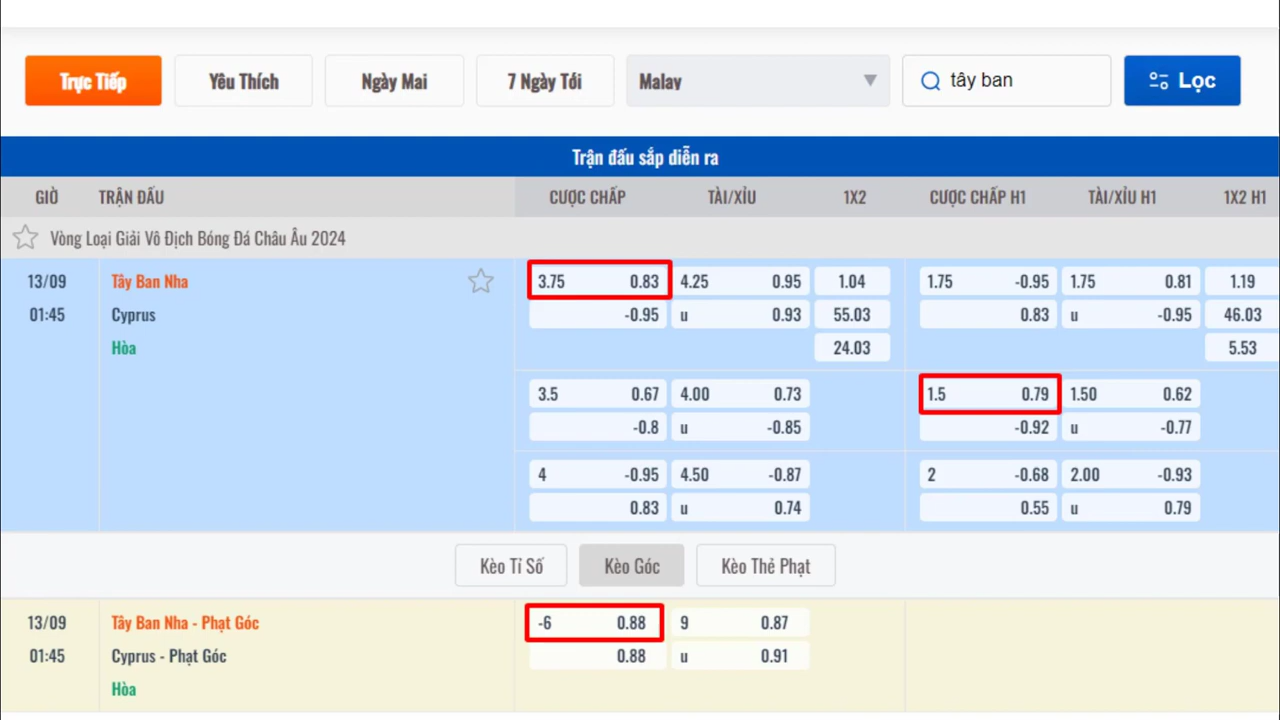 Trực Tiếp Yêu Thích Ngày Mai 7 Ngày Tới Malay tây ban Lọc
Trận đấu sắp diễn ra
GIỜ TRẬN ĐẤU CƯỢC CHẤP TÀI/XỈU 1X2 CƯỢC CHẤP H1 TÀI/XỈU H1 1X2 H1
Vòng Loại Giải Vô Địch Bóng Đá Châu Âu 2024
13/09 Tây Ban Nha 3.75 0.83 4.25 0.95 1.04 1.75 -0.95 1.75 0.81 1.19
01:45 Cyprus -0.95 u 0.93 55.03 0.83 u -0.95 46.03
Hòa 24.03 5.53
3.5 0.67 4.00 0.73 1.5 0.79 1.50 0.62
-0.8 u -0.85 -0.92 u -0.77
4 -0.95 4.50 -0.87 2 -0.68 2.00 -0.93
0.83 u 0.74 0.55 u 0.79
Kèo Tỉ Số Kèo Góc Kèo Thẻ Phạt
13/09 Tây Ban Nha - Phạt Góc -6 0.88 9 0.87
01:45 Cyprus - Phạt Góc 0.88 u 0.91
Hòa